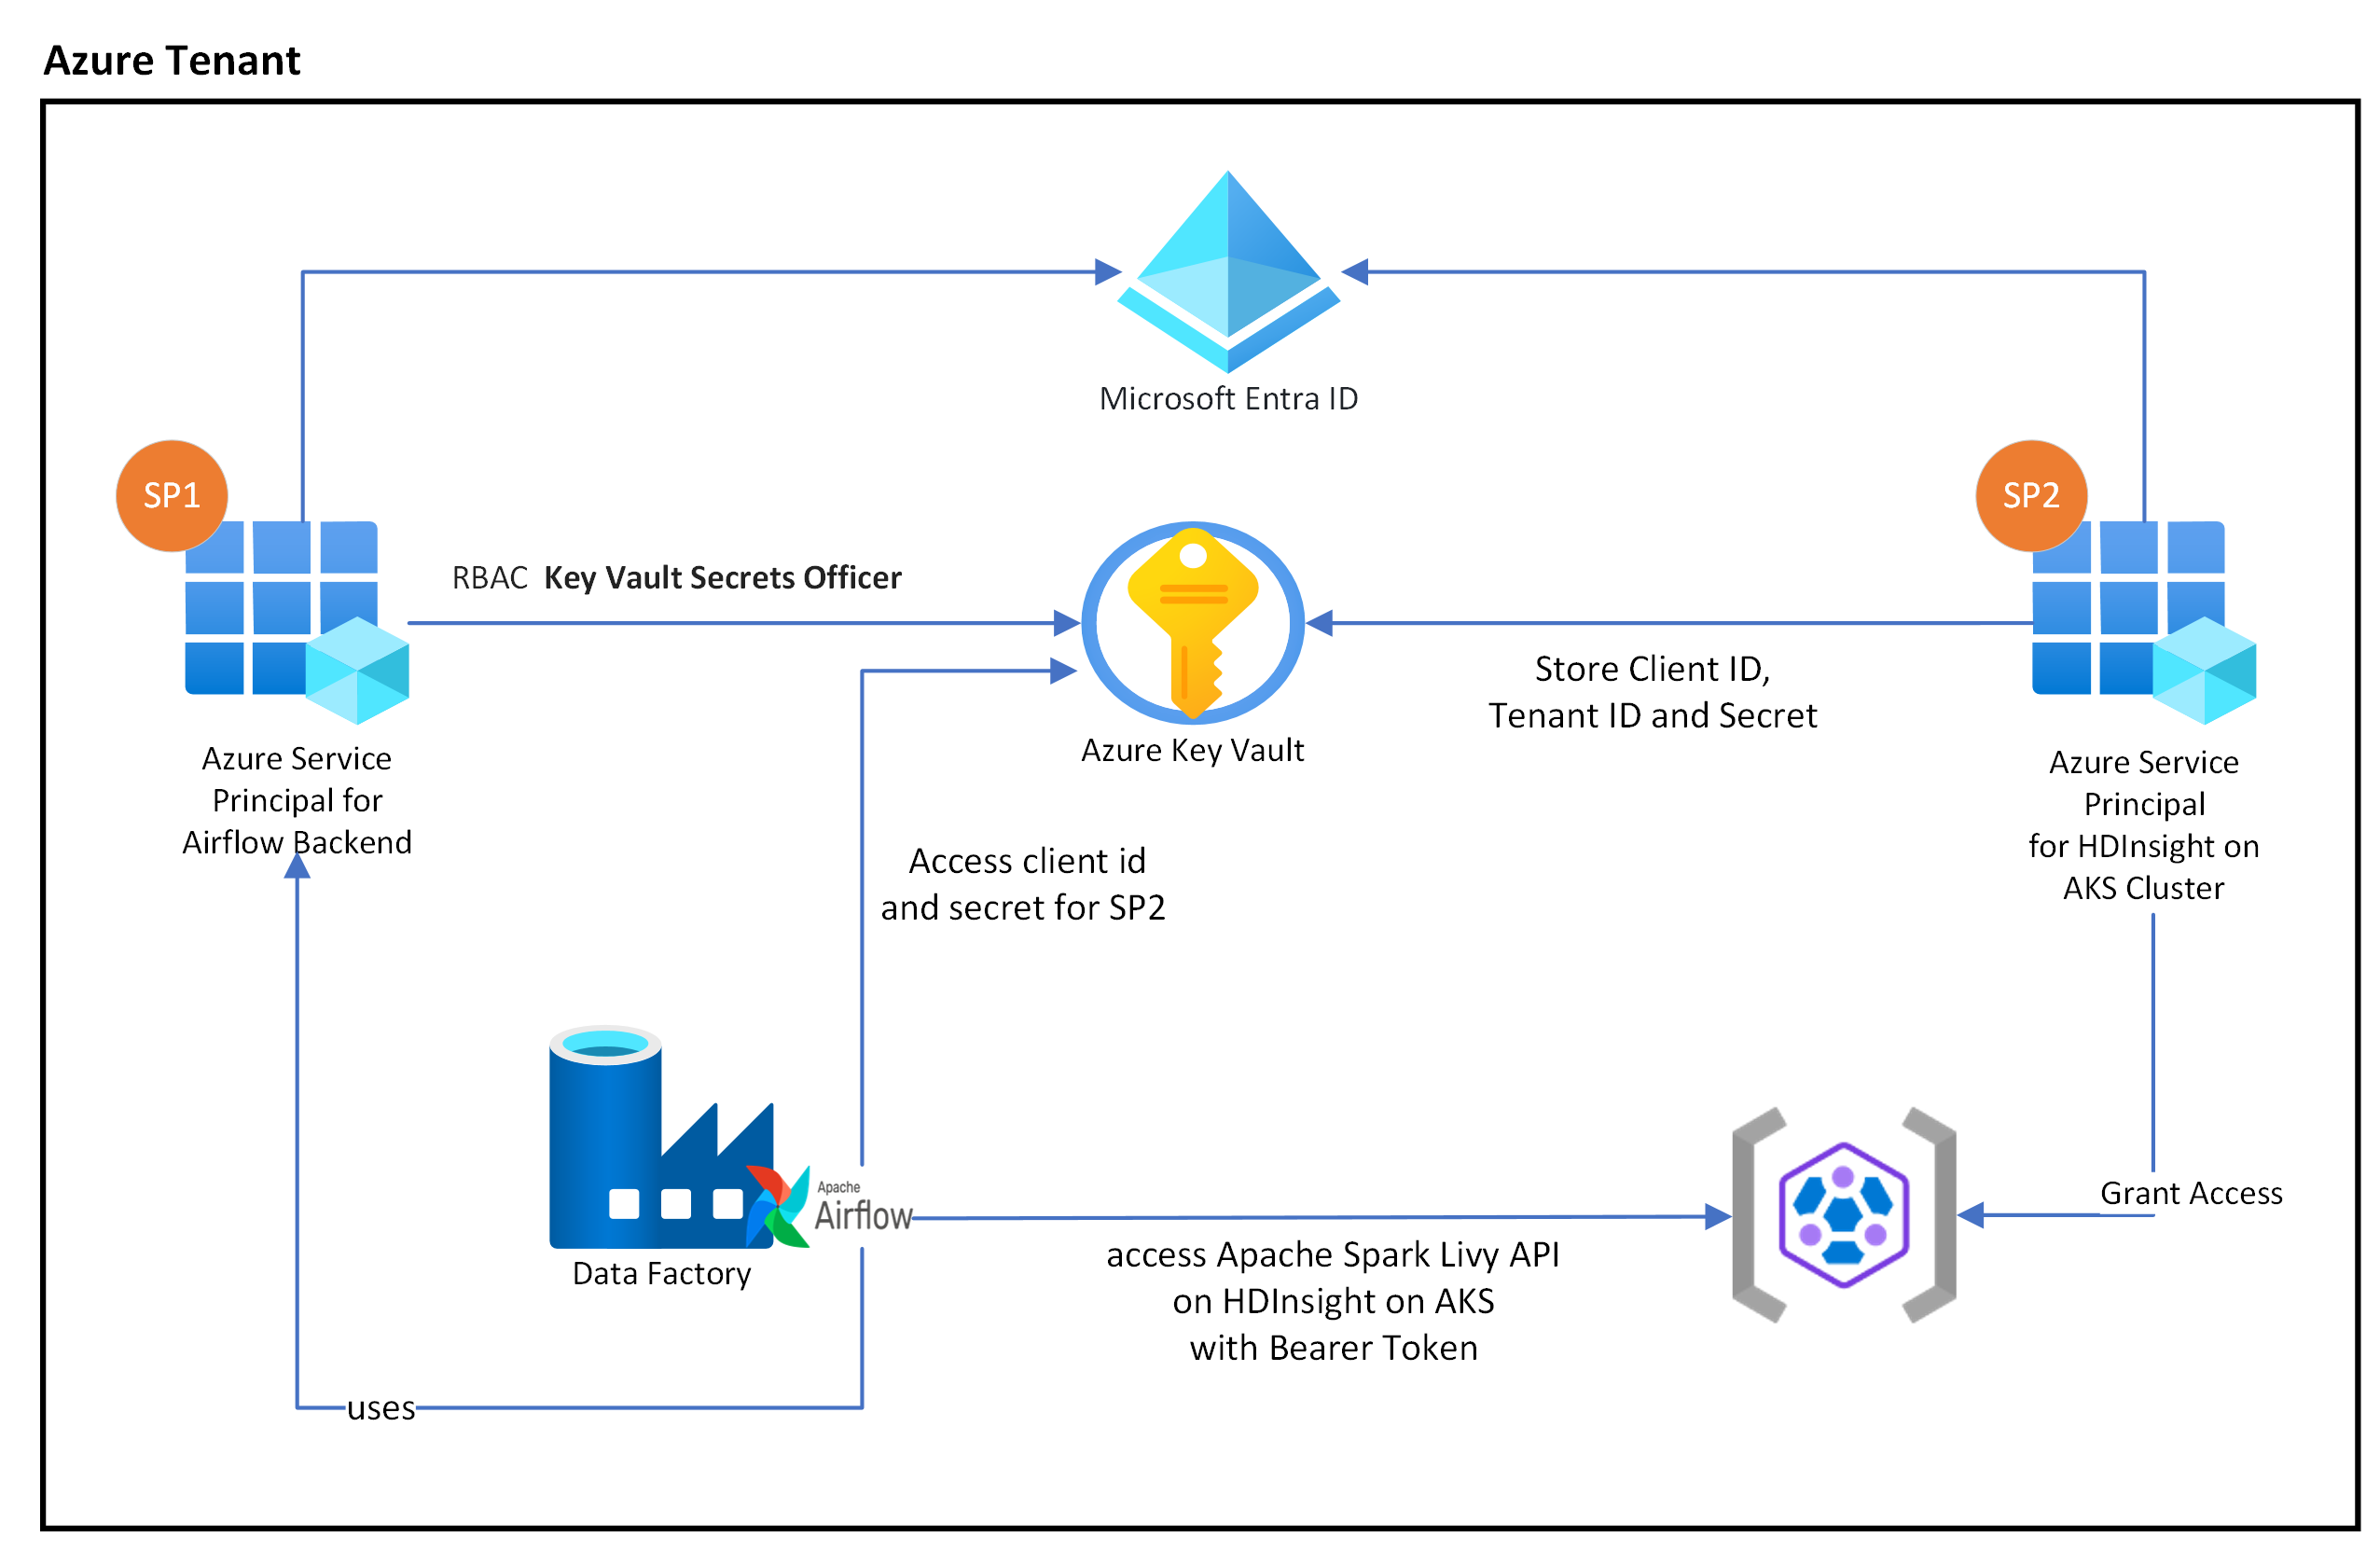 Azure Tenant
Microsoft Entra ID
SP1
SP2
RBAC Key Vault Secrets Officer
Store Client ID,
Tenant ID and Secret
Azure Key Vault
Azure Service
Principal for
Airflow Backend
Azure Service
Principal
for HDInsight on
AKS Cluster
Access client id
and secret for SP2
Apache
Airflow
Grant Access
Data Factory
access Apache Spark Livy API
on HDInsight on AKS
with Bearer Token
uses